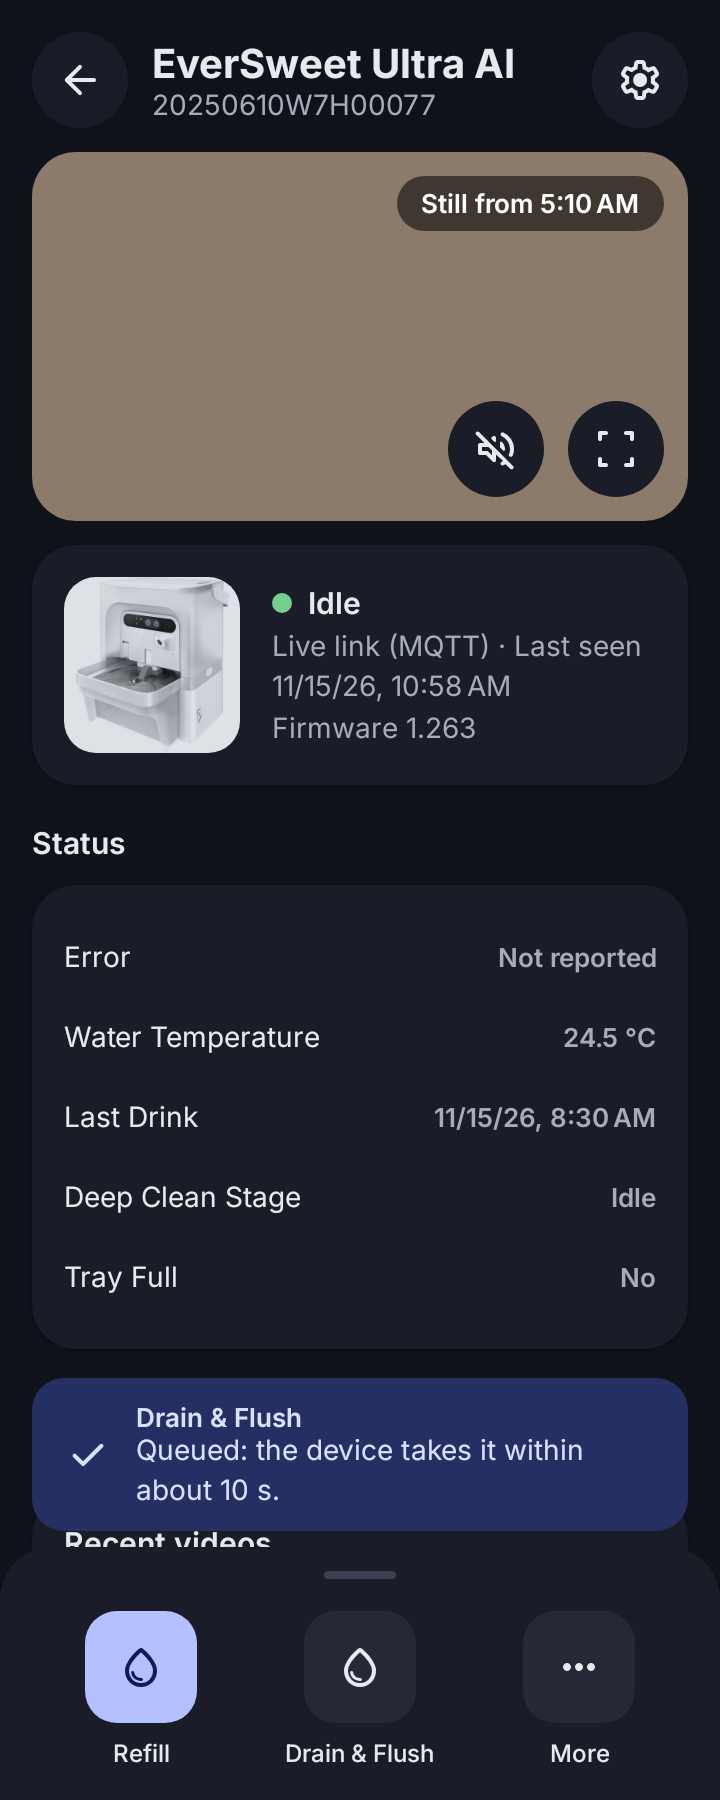 EverSweet Ultra AI
20250610W7H00077
Still from 5:10 AM
Idle
Live link (MQTT) · Last seen
11/15/26, 10:58 AM
Firmware 1.263
Status
Error Not reported
Water Temperature 24.5 °C
Last Drink 11/15/26, 8:30 AM
Deep Clean Stage Idle
Tray Full No
Drain & Flush
Queued: the device takes it within
about 10 s.
Recent videos
Refill Drain & Flush More